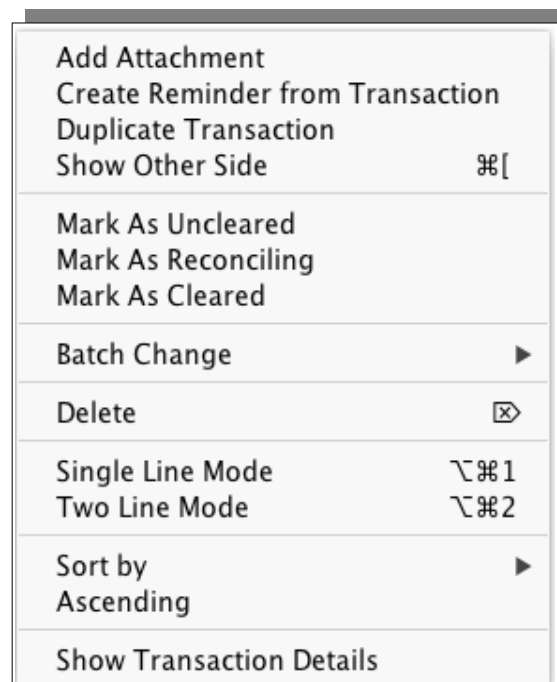 Add Attachment
Create Reminder from Transaction
Duplicate Transaction
Show Other Side ⌘[
Mark As Uncleared
Mark As Reconciling
Mark As Cleared
Batch Change ▶
Delete ⌦
Single Line Mode ⌥⌘1
Two Line Mode ⌥⌘2
Sort by ▶
Ascending
Show Transaction Details